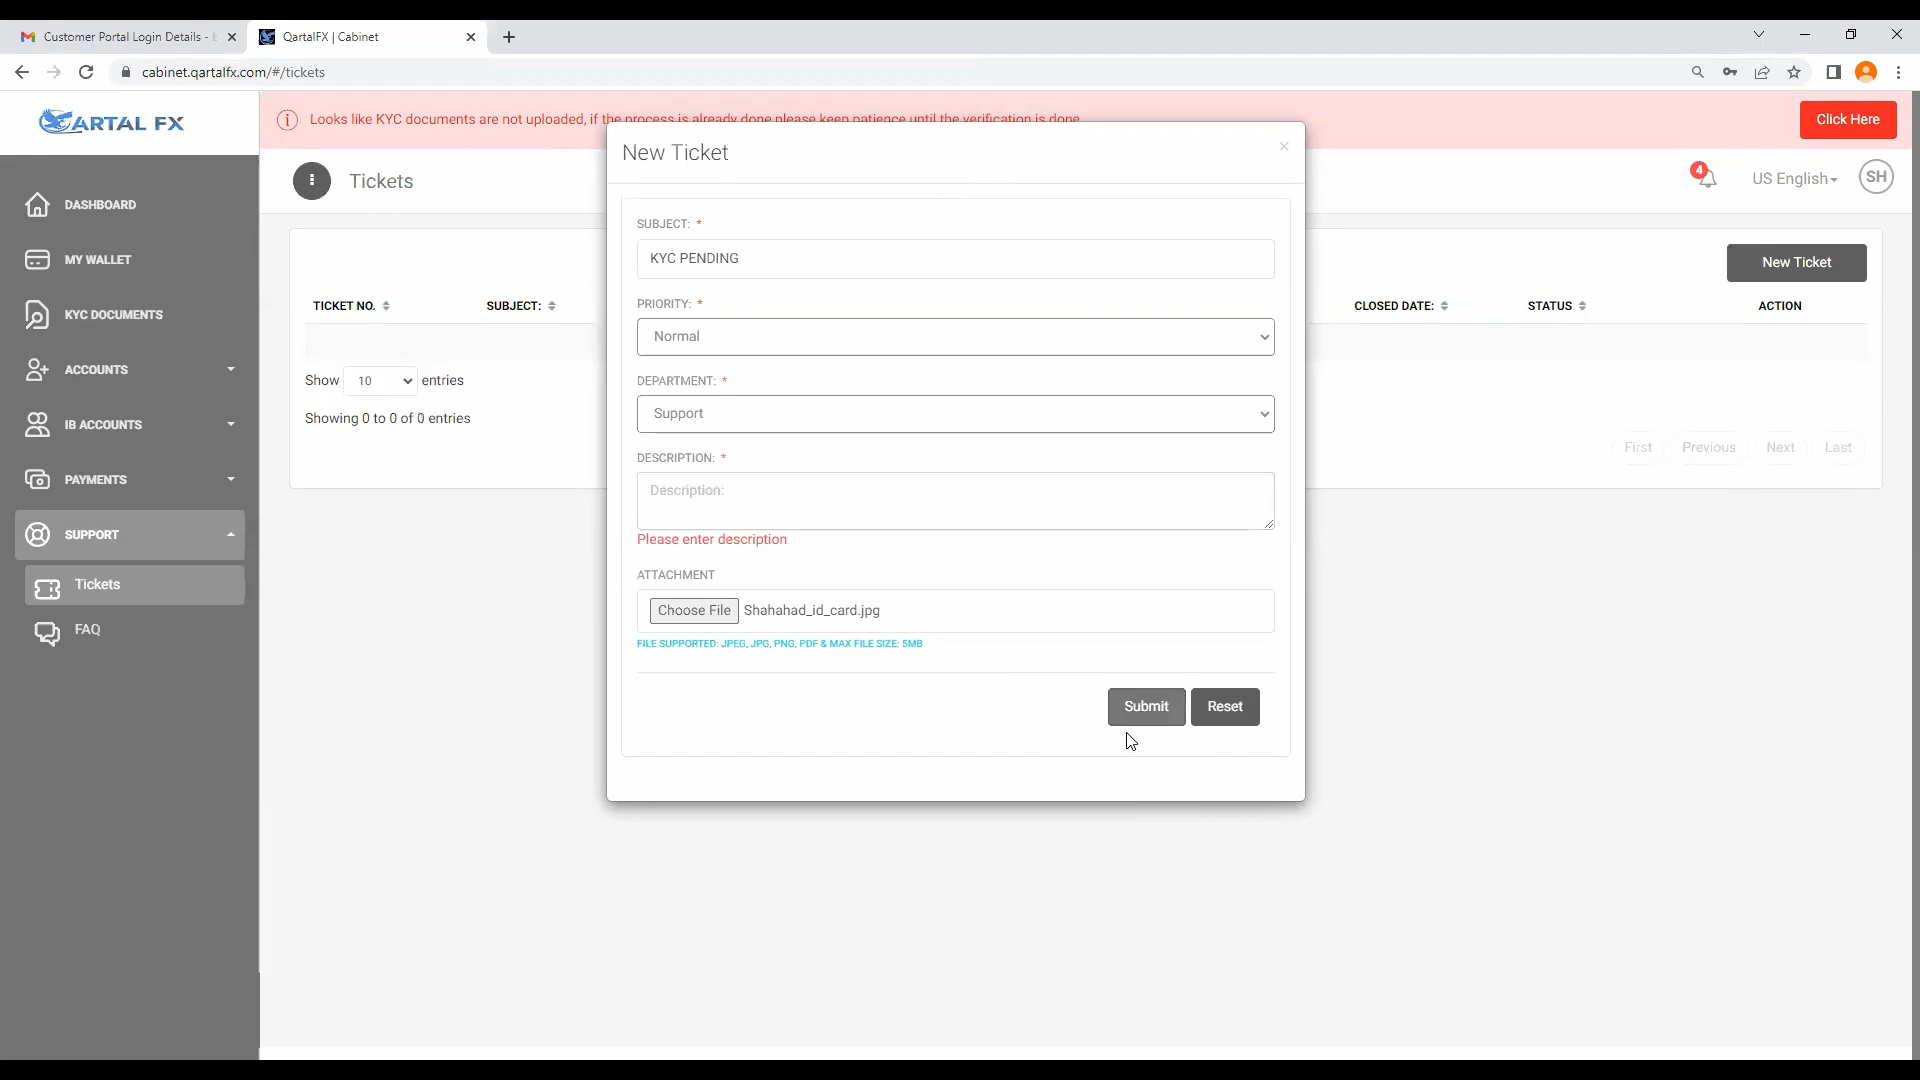 Customer Portal Login Details -
QartalFX | Cabinet
cabinet.qartalfx.com/#/tickets
ARTAL FX
Looks like KYC documents are not uploaded, if the process is already done please keep patience until the verification is done
Click Here
New Ticket
Tickets
4
US English
SH
DASHBOARD
MY WALLET
KYC DOCUMENTS
ACCOUNTS
IB ACCOUNTS
PAYMENTS
SUPPORT
Tickets
FAQ
New Ticket
TICKET NO.
SUBJECT:
CLOSED DATE:
STATUS
ACTION
Show 10 entries
Showing 0 to 0 of 0 entries
First
Previous
Next
Last
SUBJECT: *
KYC PENDING
PRIORITY: *
Normal
DEPARTMENT: *
Support
DESCRIPTION: *
Description:
Please enter description
ATTACHMENT
Choose File Shahahad_id_card.jpg
FILE SUPPORTED: JPEG, JPG, PNG, PDF & MAX FILE SIZE: 5MB
Submit
Reset